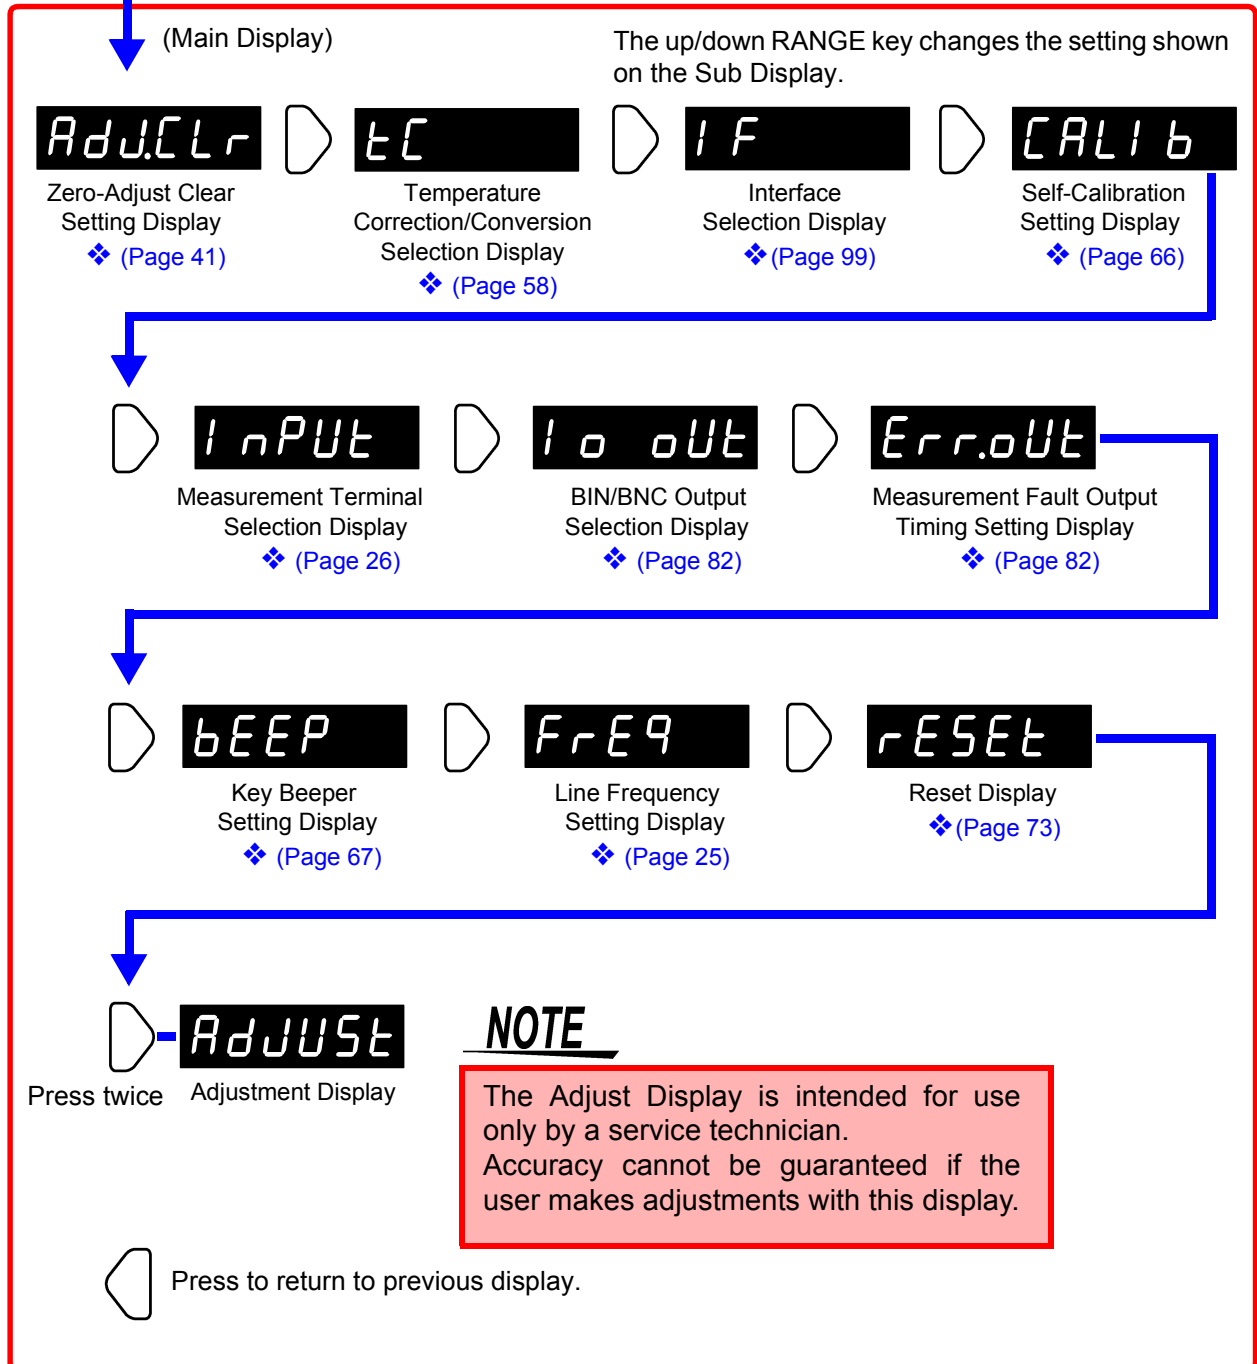 (Main Display)
The up/down RANGE key changes the setting shown
on the Sub Display.
AdJ.CLr
tC
IF
CALIb
Zero-Adjust Clear
Setting Display
❖ (Page 41)
Temperature
Correction/Conversion
Selection Display
❖ (Page 58)
Interface
Selection Display
❖(Page 99)
Self-Calibration
Setting Display
❖ (Page 66)
InPUt
Io oUt
Err.oUt
Measurement Terminal
Selection Display
❖ (Page 26)
BIN/BNC Output
Selection Display
❖ (Page 82)
Measurement Fault Output
Timing Setting Display
❖ (Page 82)
bEEP
FrEq
rESEt
Key Beeper
Setting Display
❖ (Page 67)
Line Frequency
Setting Display
❖ (Page 25)
Reset Display
❖(Page 73)
AdJUSt
Press twice
Adjustment Display
NOTE
The Adjust Display is intended for use
only by a service technician.
Accuracy cannot be guaranteed if the
user makes adjustments with this display.
Press to return to previous display.